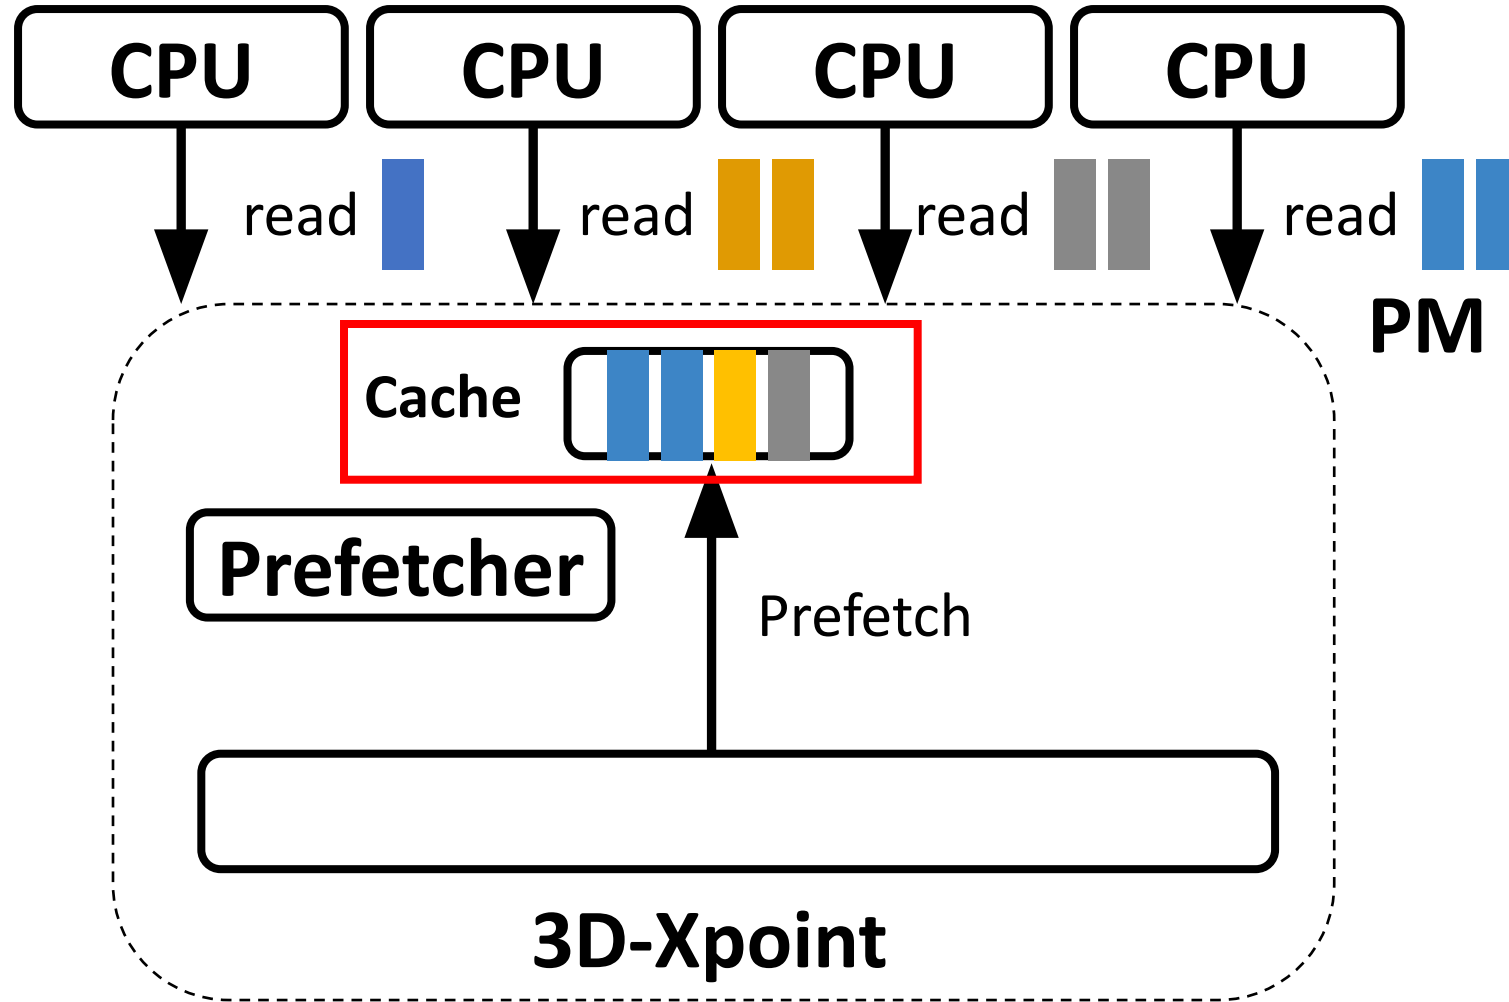 CPU
CPU
CPU
CPU
read
read
read
read
PM
Cache
Prefetcher
Prefetch
3D-Xpoint